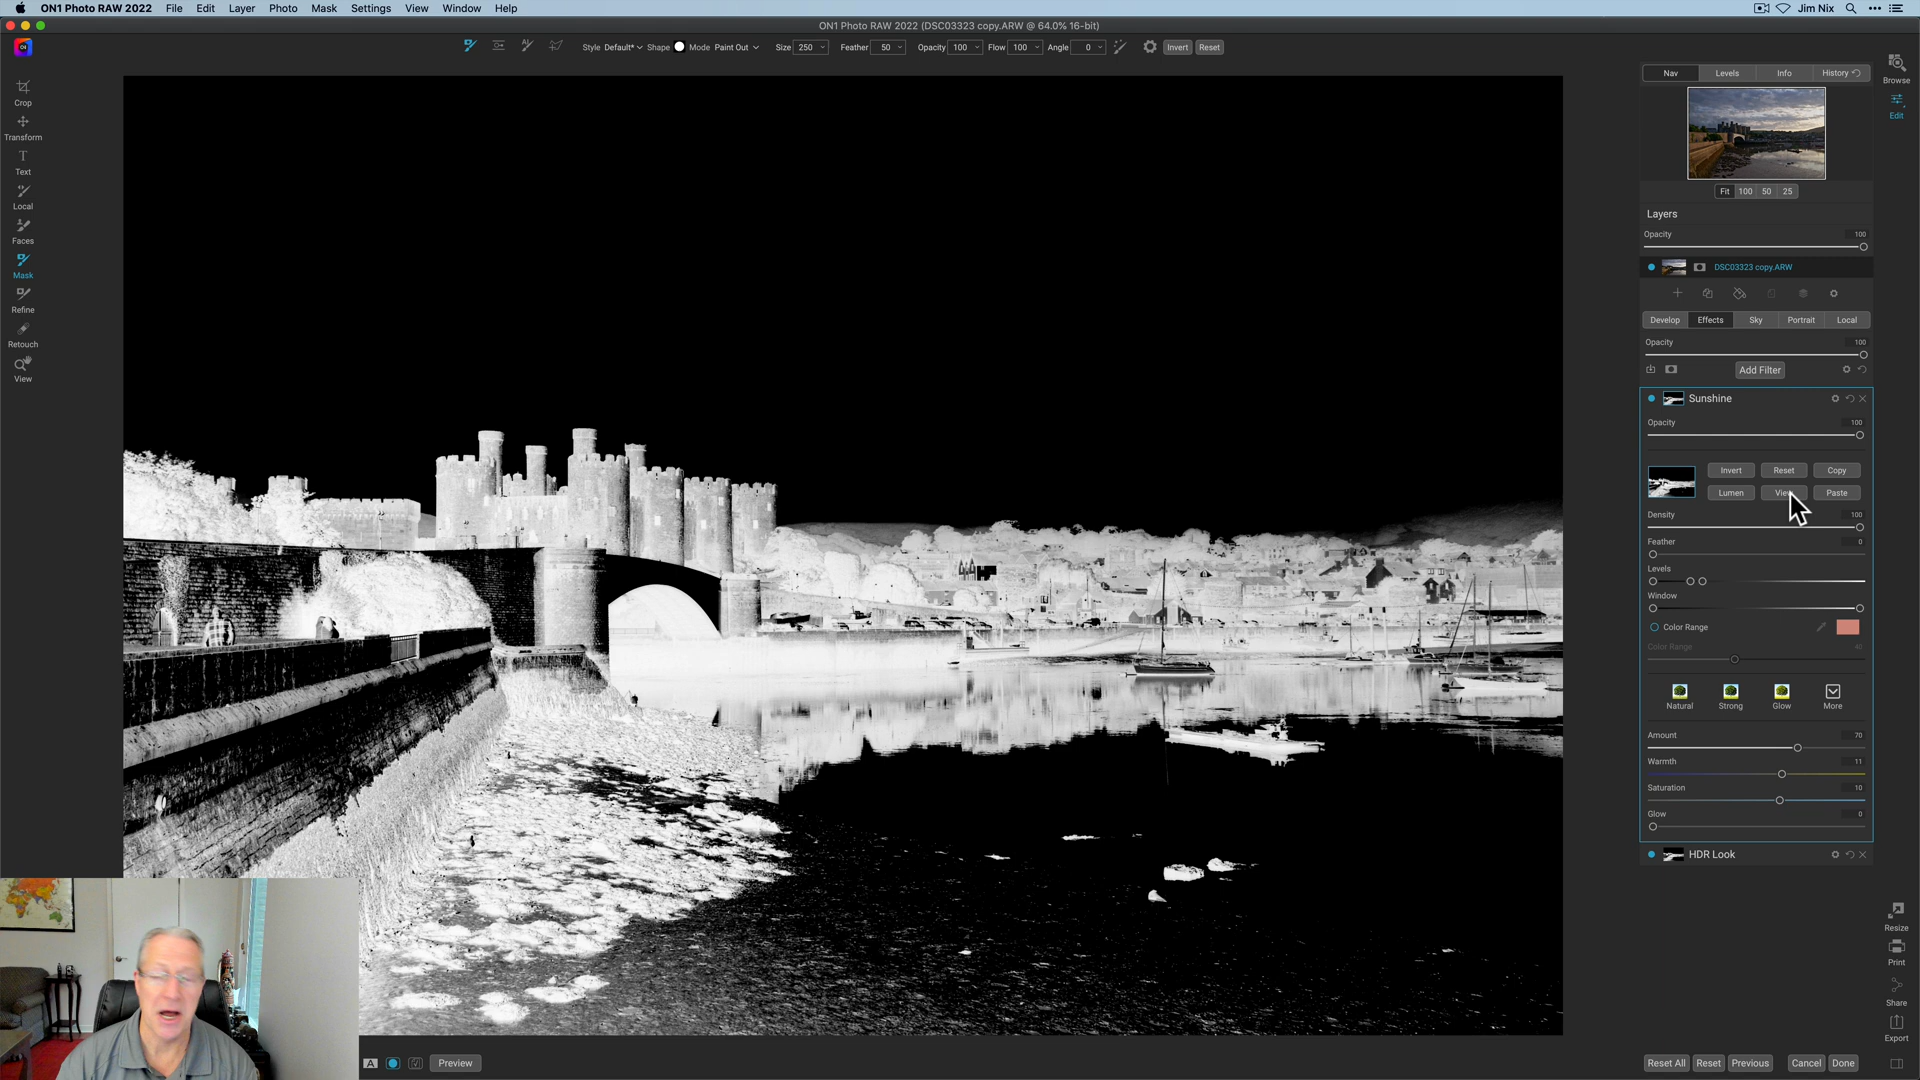 ON1 Photo RAW 2022 File Edit Layer Photo Mask Settings View Window Help Jim Nix
ON1 Photo RAW 2022 (DSC03323 copy.ARW @ 64.0% 16-bit)
Style Default* Shape Mode Paint Out Size 250 Feather 50 Opacity 100 Flow 100 Angle 0 Invert Reset
Crop
Transform
Text
Local
Faces
Mask
Refine
Retouch
View
Nav Levels Info History
Browse
Edit
Fit 100 50 25
Layers
Opacity 100
DSC03323 copy.ARW
Develop Effects Sky Portrait Local
Opacity 100
Add Filter
Sunshine
Opacity 100
Invert Reset Copy
Lumen View Paste
Density 100
Feather 0
Levels
Window
Color Range
Color Range 40
Natural Strong Glow More
Amount 70
Warmth 11
Saturation 10
Glow 0
HDR Look
Resize
Print
Share
Export
A Preview
Reset All Reset Previous Cancel Done